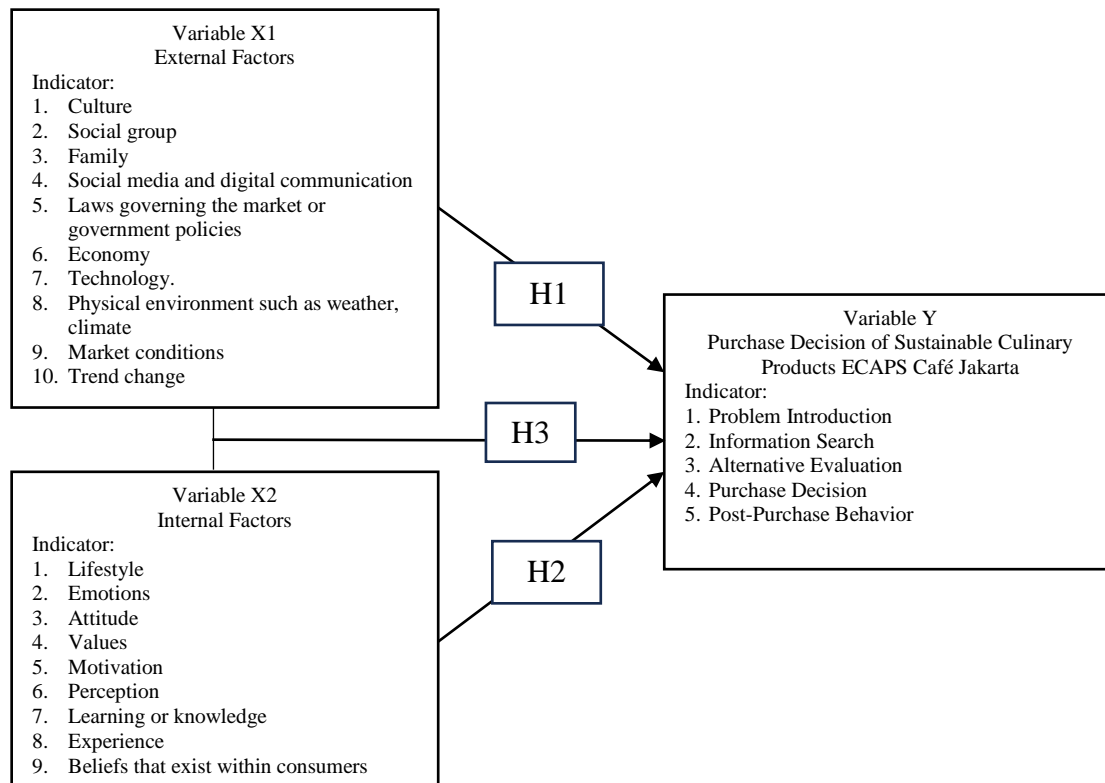 Variable X1
External Factors
Indicator:
1. Culture
2. Social group
3. Family
4. Social media and digital communication
5. Laws governing the market or
government policies
6. Economy
7. Technology.
8. Physical environment such as weather,
climate
9. Market conditions
10. Trend change
H1
H3
H2
Variable X2
Internal Factors
Indicator:
1. Lifestyle
2. Emotions
3. Attitude
4. Values
5. Motivation
6. Perception
7. Learning or knowledge
8. Experience
9. Beliefs that exist within consumers
Variable Y
Purchase Decision of Sustainable Culinary
Products ECAPS Café Jakarta
Indicator:
1. Problem Introduction
2. Information Search
3. Alternative Evaluation
4. Purchase Decision
5. Post-Purchase Behavior